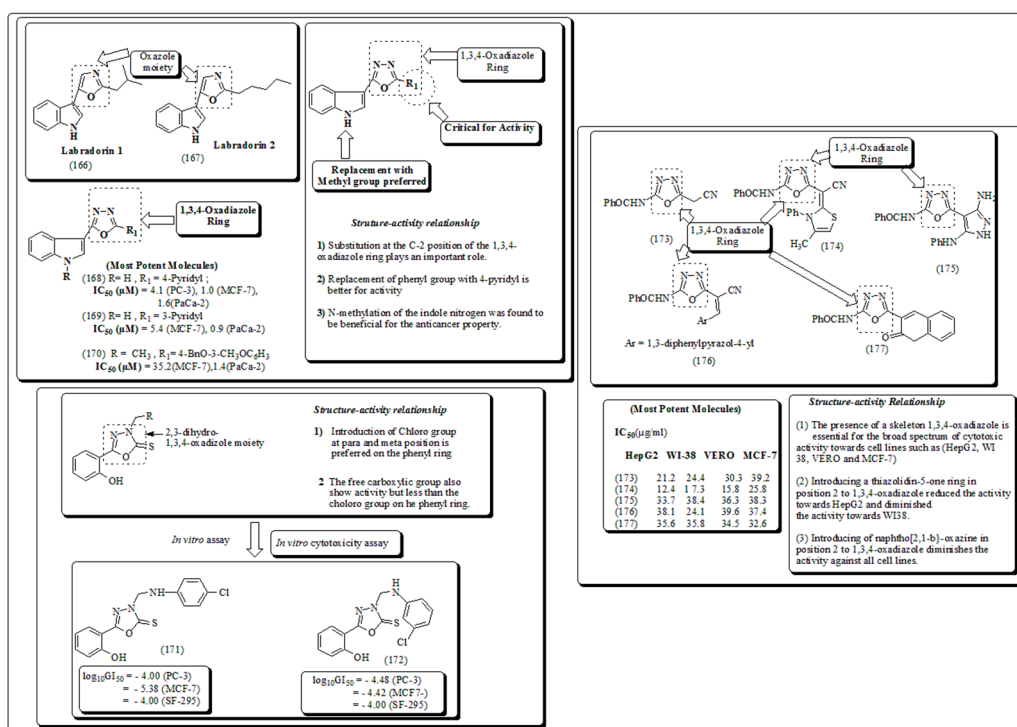 Oxazole
moiety
N
O
N
H
Labradorin 1
(166)
N
O
N
H
Labradorin 2
(167)
N N
O
R1
N
H
1,3,4-Oxadiazole
Ring
Critical for Activity
Replacement with
Methyl group preferred
Struture-activity relationship
1) Substitution at the C-2 position of the 1,3,4-
oxadiazole ring plays an important role.
2) Replacement of phenyl group with 4-pyridyl is
better for activity
3) N-methylation of the indole nitrogen was found to
be beneficial for the anticancer property.
N N
O
R1
N
R
1,3,4-Oxadiazole
Ring
(Most Potent Molecules)
(168) R= H , R1 = 4-Pyridyl ;
IC50 (µM) = 4.1 (PC-3), 1.0 (MCF-7),
1.6(PaCa-2)
(169) R= H , R1 = 3-Pyridyl
IC50 (µM) = 5.4 (MCF-7), 0.9 (PaCa-2)
(170) R = CH3 , R1= 4-BnO-3-CH3OC6H3
IC50 (µM) = 35.2(MCF-7),1.4(PaCa-2)
R
N N
O
S
OH
2,3-dihydro-
1,3,4-oxadizole moiety
Structure-activity relationship
1) Introduction of Chloro group
at para and meta position is
preferred on the phenyl ring
2 The free carboxylic group also
show activity but less than the
choloro group on he phenyl ring.
In vitro assay
In vitro cytotoxicity assay
NH
Cl
N N
O
S
OH
(171)
log10GI50 = - 4.00 (PC-3)
= - 5.38 (MCF-7)
= - 4.00 (SF-295)
H
N
N N
O
S
Cl
OH
(172)
log10GI50 = - 4.48 (PC-3)
= - 4.42 (MCF7-)
= - 4.00 (SF-295)
N N
O
PhOCHN
CN
(173)
1,3,4-Oxadiazole
Ring
N N
O
PhOCHN
CN
Ph
N
S
H3C
(174)
1,3,4-Oxadiazole
Ring
N N
O
PhOCHN
NH2
N
NH
PhHN
(175)
N N
O
PhOCHN
CN
Ar
Ar = 1,3-diphenylpyrazol-4-yl
(176)
N N
O
PhOCHN
O
(177)
(Most Potent Molecules)
IC50(µg/ml)
HepG2 WI-38 VERO MCF-7
(173) 21.2 24.4 30.3 39.2
(174) 12.4 17.3 15.8 25.8
(175) 33.7 38.4 36.3 38.3
(176) 38.1 24.1 39.6 37.4
(177) 35.6 35.8 34.5 32.6
Structure-activity Relationship
(1) The presence of a skeleton 1,3,4-oxadiazole is
essential for the broad spectrum of cytotoxic
activity towards cell lines such as (HepG2, WI
38, VERO and MCF-7)
(2) Introducing a thiazolidin-5-one ring in
position 2 to 1,3,4-oxadiazole reduced the activity
towards HepG2 and diminished
the activity towards WI38.
(3) Introducing of naphtho[2,1-b}-oxazine in
position 2 to 1,3,4-oxadiazole diminishes the
activity against all cell lines.